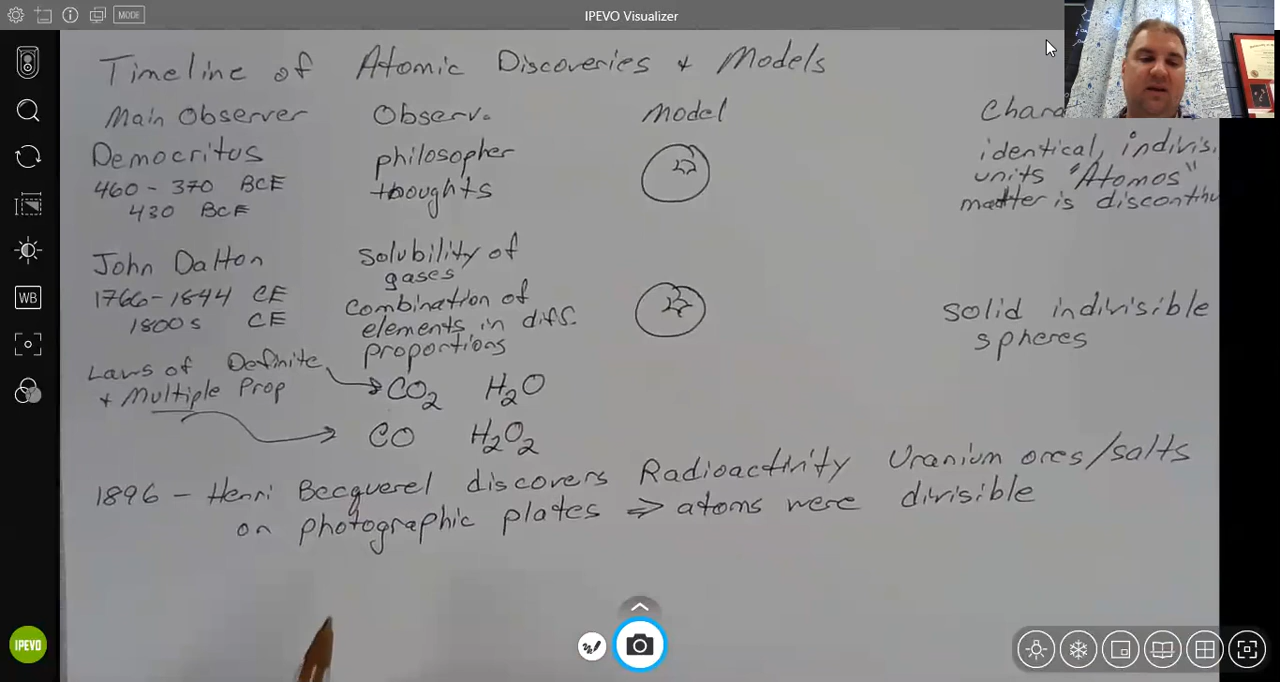 MODE
IPEVO Visualizer
Timeline of Atomic Discoveries + Models
Main Observer Observ. Model
Democritus philosopher identical, indivis.
460 - 370 BCE thoughts units "Atomos"
430 BCE matter is
John Dalton solubility of
gases
1766-1844 CE combination of solid indivisible
1800s CE elements in diff. spheres
proportions
Laws of Definite
+ Multiple Prop CO2 H2O
CO H2O2
1896 - Henri Becquerel discovers Radioactivity Uranium ores/salts
on photographic plates => atoms were divisible
WB
IPEVO